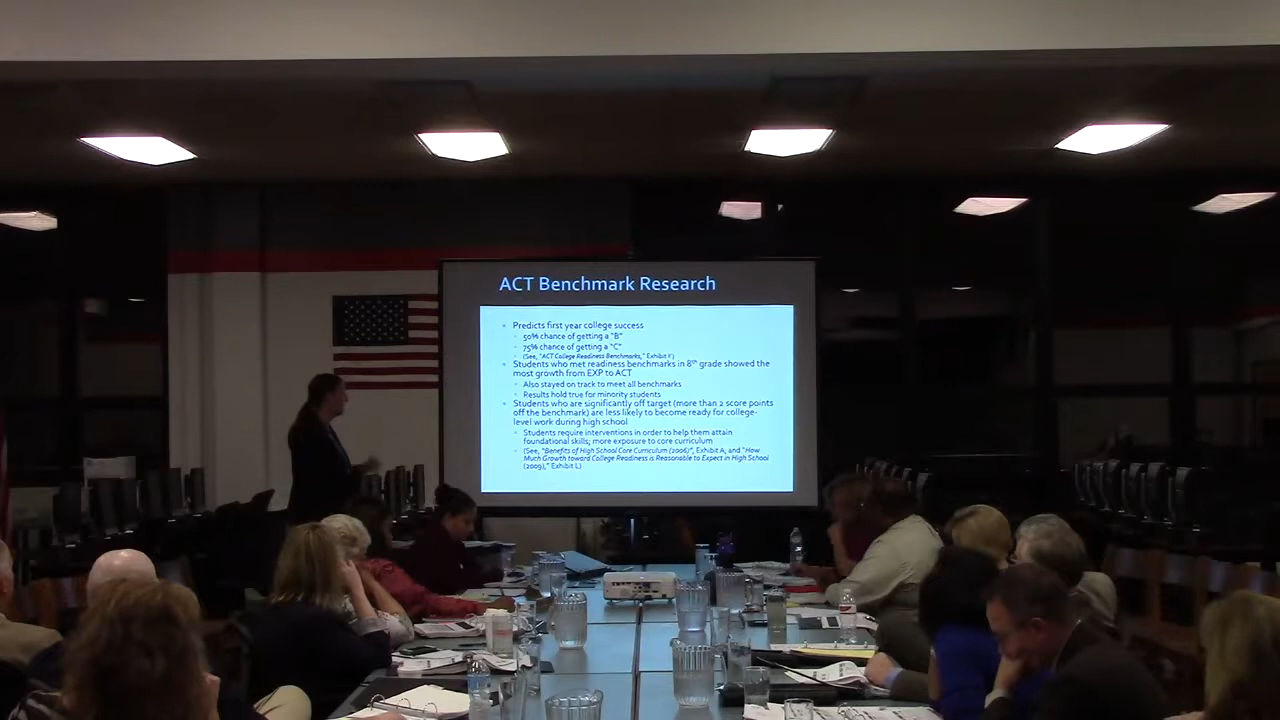 ACT Benchmark Research
Predicts first year college success
50% chance of getting a "B"
75% chance of getting a "C"
(See, "ACT College Readiness Benchmarks," Exhibit K)
Students who met readiness benchmarks in 8th grade showed the
most growth from EXP to ACT
Also stayed on track to meet all benchmarks
Results hold true for minority students
Students who are significantly off target (more than 2 score points
off the benchmark) are less likely to become ready for college-
level work during high school
Students require interventions in order to help them attain
foundational skills; more exposure to core curriculum
(See, "Benefits of High School Core Curriculum (2006)", Exhibit A; and "How
Much Growth toward College Readiness is Reasonable to Expect in High School
(2009)," Exhibit L)